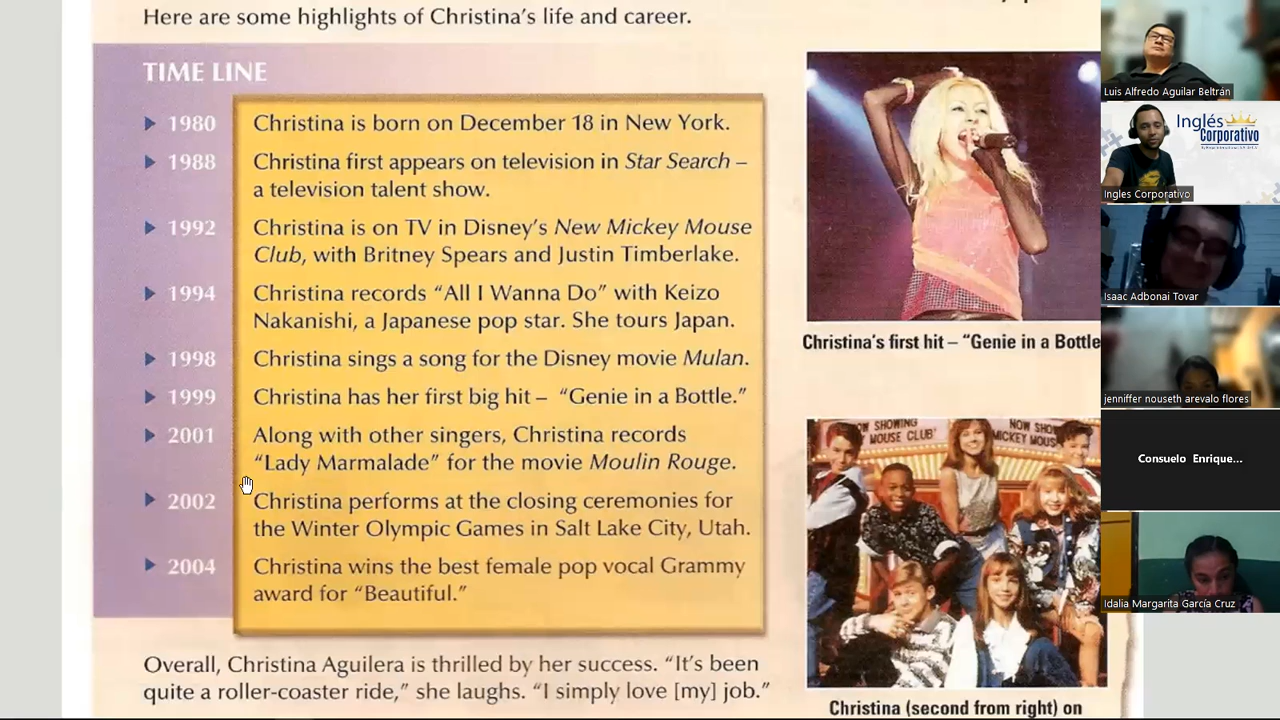 Here are some highlights of Christina's life and career.
TIME LINE
1980 Christina is born on December 18 in New York.
1988 Christina first appears on television in Star Search –
a television talent show.
1992 Christina is on TV in Disney's New Mickey Mouse
Club, with Britney Spears and Justin Timberlake.
1994 Christina records "All I Wanna Do" with Keizo
Nakanishi, a Japanese pop star. She tours Japan.
1998 Christina sings a song for the Disney movie Mulan.
1999 Christina has her first big hit – "Genie in a Bottle."
2001 Along with other singers, Christina records
"Lady Marmalade" for the movie Moulin Rouge.
2002 Christina performs at the closing ceremonies for
the Winter Olympic Games in Salt Lake City, Utah.
2004 Christina wins the best female pop vocal Grammy
award for "Beautiful."
Overall, Christina Aguilera is thrilled by her success. "It's been
quite a roller-coaster ride," she laughs. "I simply love [my] job."
Christina's first hit – "Genie in a Bottle
SHOWING
MOUSE CLUB'
NOW
MICKEY
Christina (second from right) on
Luis Alfredo Aguilar Beltrán
Inglés
Corporativo
Ingles Corporativo
Isaac Adbonai Tovar
jenniffer nouseth arevalo flores
Consuelo Enrique...
Idalia Margarita García Cruz